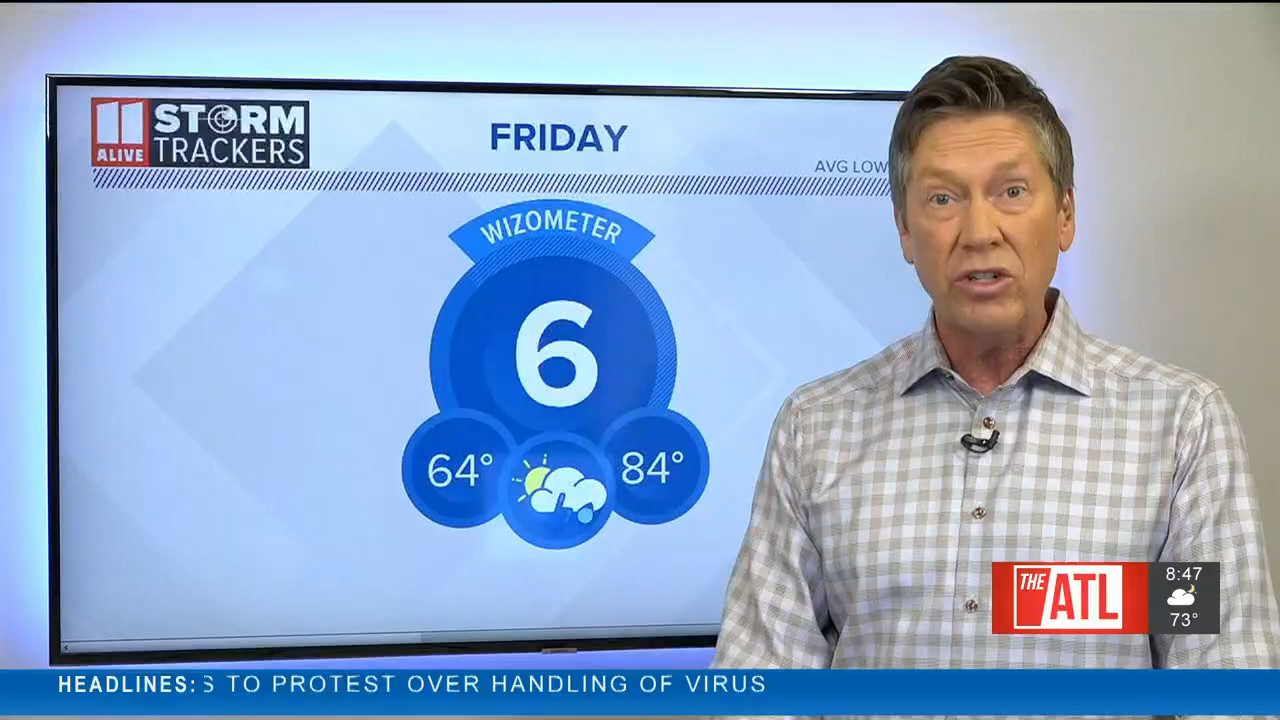 11 ALIVE
STORM
TRACKERS
FRIDAY
AVG LOW
WIZOMETER
6
64°
84°
THE ATL
8:47
73°
HEADLINES: S TO PROTEST OVER HANDLING OF VIRUS